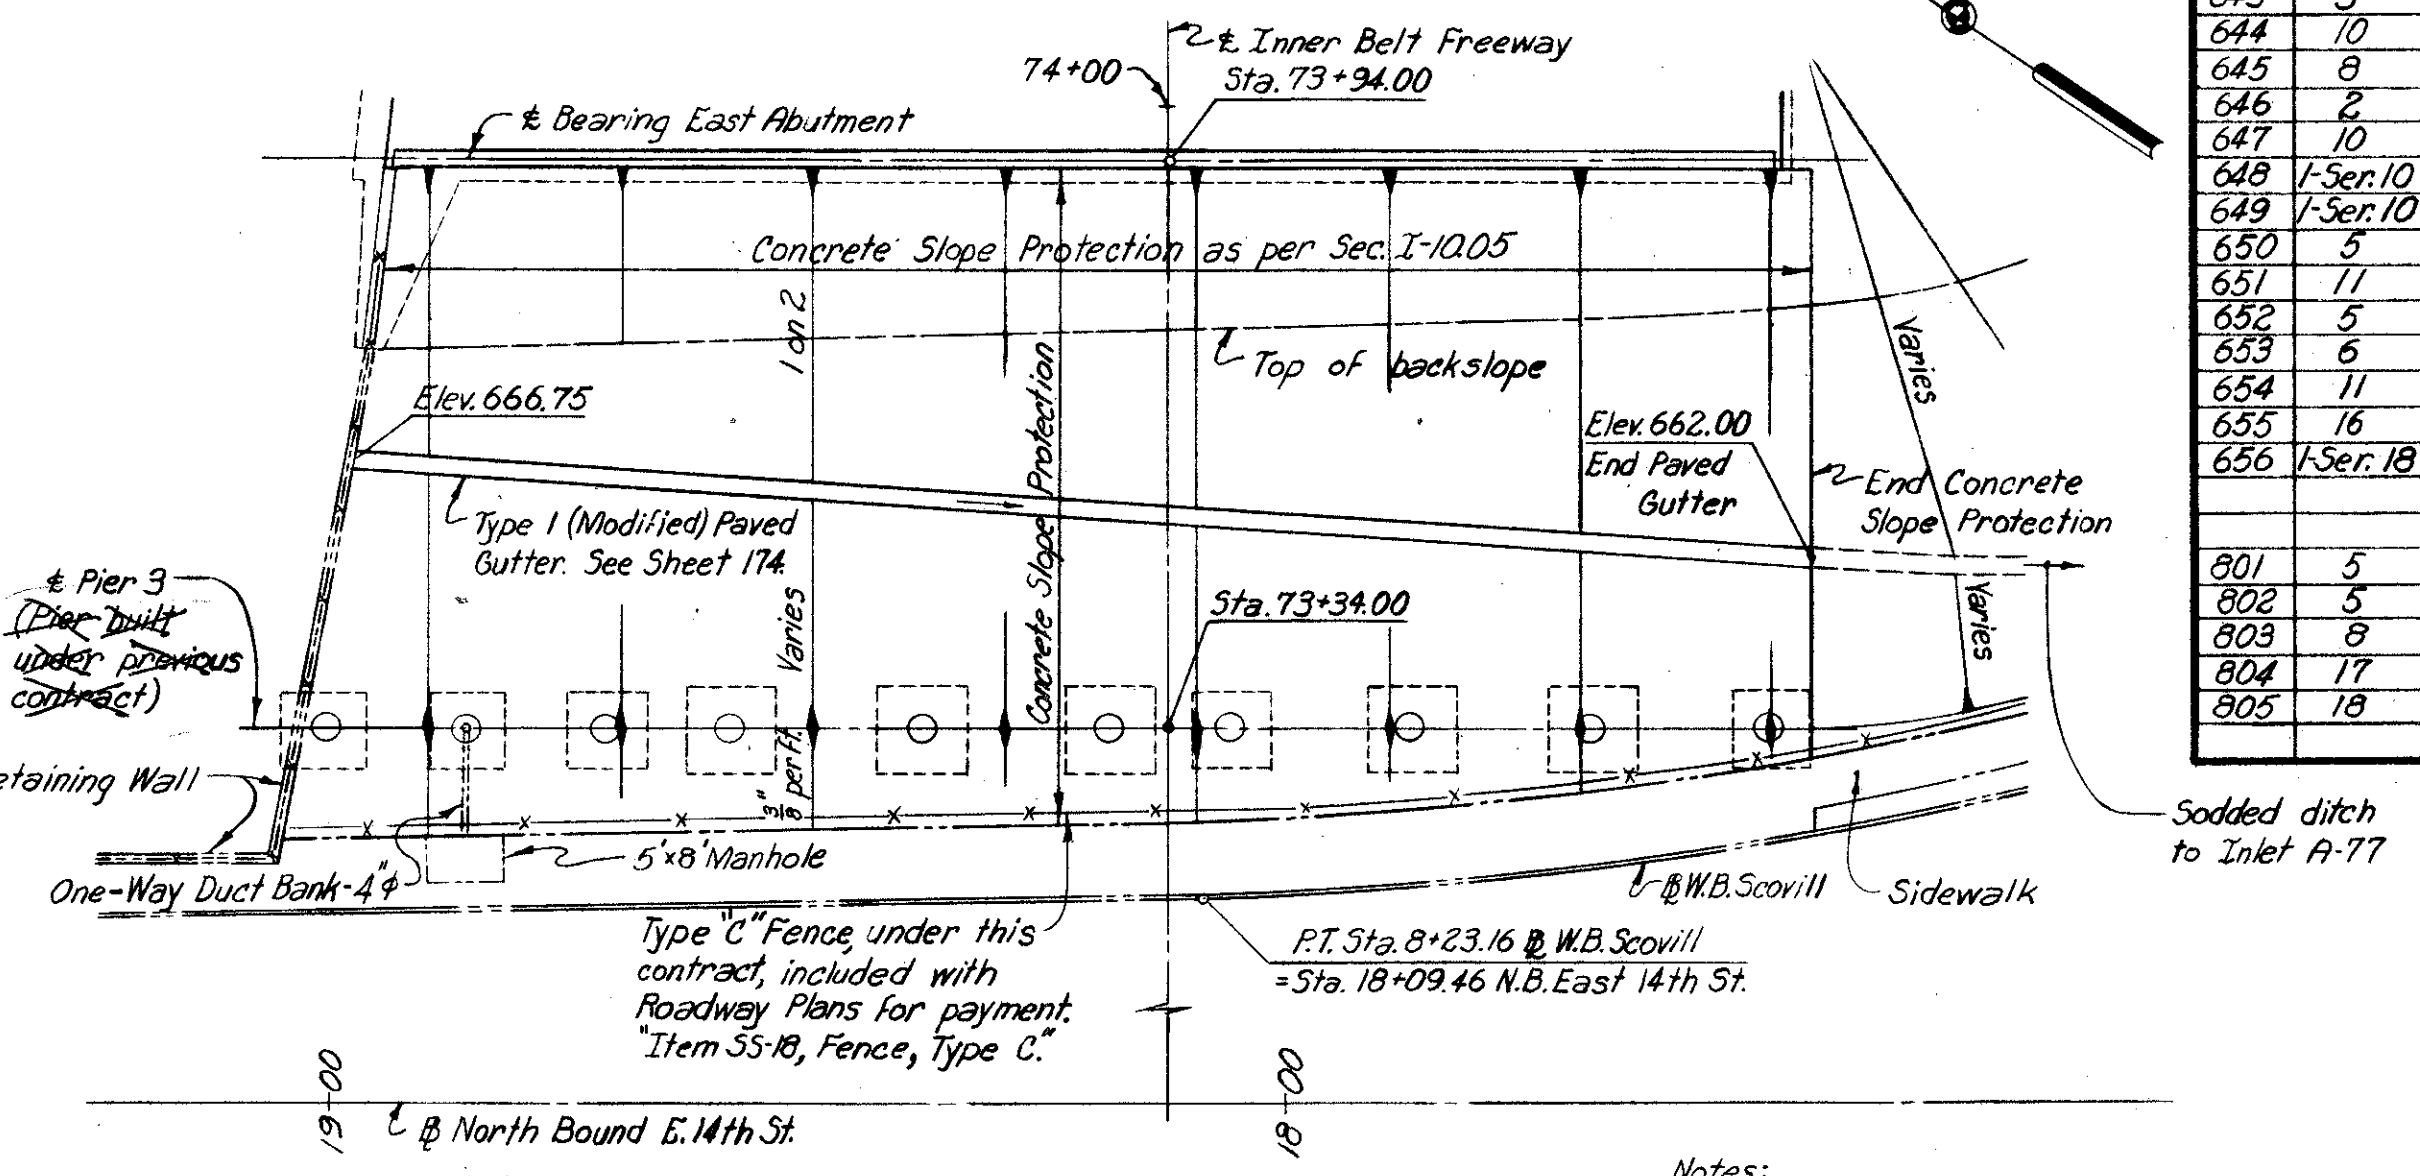 ℄ Inner Belt Freeway
74+00
Sta. 73+94.00
℄ Bearing East Abutment
Concrete Slope Protection as per Sec. I-10.05
1 on 2
Top of backslope
Varies
Elev. 666.75
Concrete Slope Protection
Elev. 662.00
End Paved
Gutter
End Concrete
Slope Protection
Type 1 (Modified) Paved
Gutter. See Sheet 174.
℄ Pier 3
(Pier built
under previous
contract)
Sta. 73+34.00
Varies
Varies
3/8" per ft.
etaining Wall
5'x8' Manhole
One-Way Duct Bank-4"φ
Sodded ditch
to Inlet A-77
℄ W.B. Scovill
Sidewalk
Type "C" Fence, under this
contract, included with
Roadway Plans for payment.
"Item SS-18, Fence, Type C."
P.T. Sta. 8+23.16 ℄ W.B. Scovill
=Sta. 18+09.46 N.B. East 14th St.
19+00
18+00
℄ North Bound E. 14th St.
Notes:
644 10
645 8
646 2
647 10
648 1-Ser. 10
649 1-Ser. 10
650 5
651 11
652 5
653 6
654 11
655 16
656 1-Ser. 18
801 5
802 5
803 8
804 17
805 18